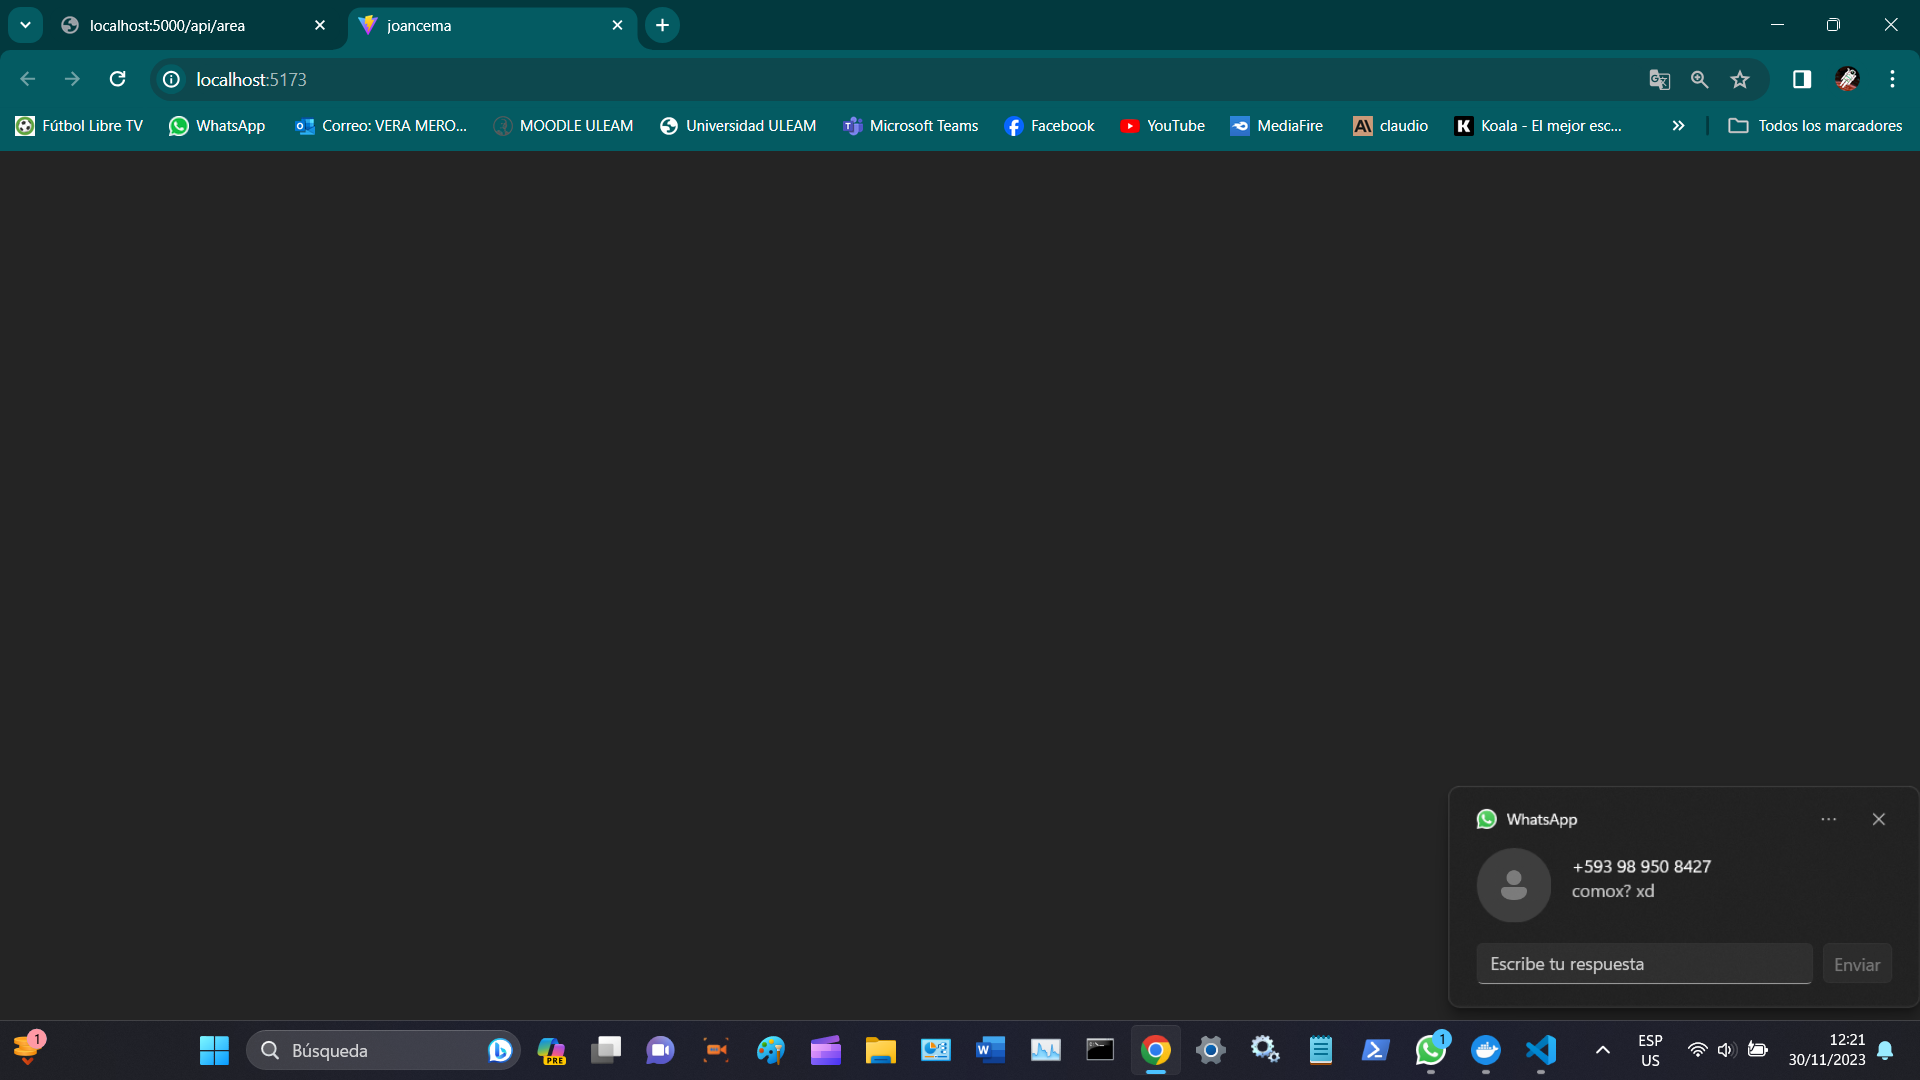 localhost:5000/api/area
joancema
localhost:5173
Fútbol Libre TV
WhatsApp
Correo: VERA MERO...
MOODLE ULEAM
Universidad ULEAM
Microsoft Teams
Facebook
YouTube
MediaFire
claudio
Koala - El mejor esc...
Todos los marcadores
WhatsApp
+593 98 950 8427
comox? xd
Escribe tu respuesta
Enviar
1
Búsqueda
PRE
1
ESP
US
12:21
30/11/2023